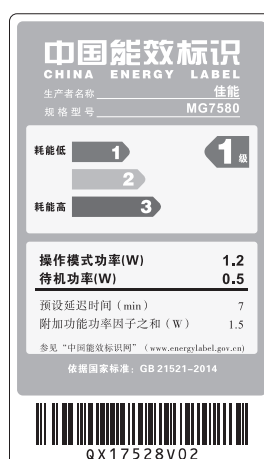 中国能效标识
CHINA ENERGY LABEL
生产者名称 佳能
规格型号 MG7580
耗能低 1
1级
2
耗能高 3
操作模式功率(W) 1.2
待机功率(W) 0.5
预设延迟时间(min) 7
附加功能功率因子之和(W) 1.5
参见“中国能效标识网”(www.energylabel.gov.cn)
依据国家标准：GB 21521-2014
QX17528V02